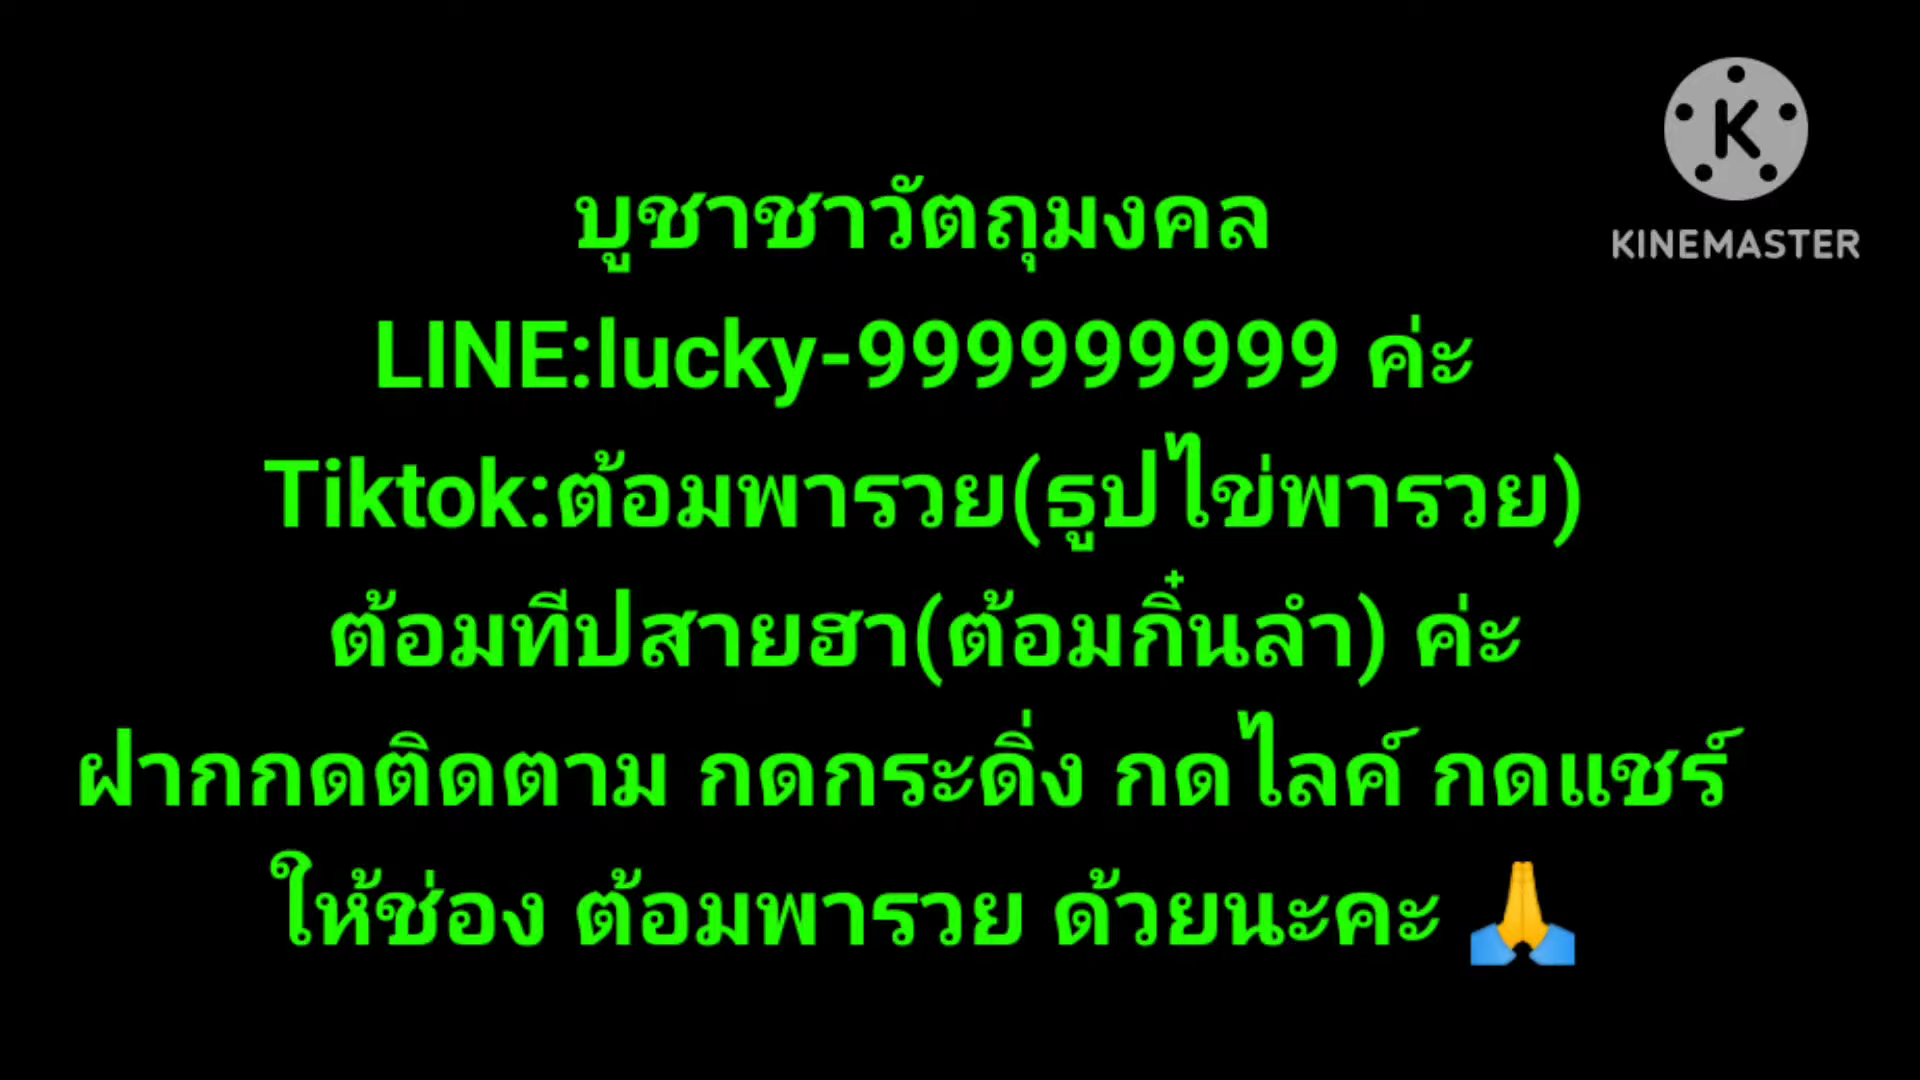 บูชาชาวัตถุมงคล
LINE:lucky-999999999 ค่ะ
Tiktok:ต้อมพารวย(ธูปไข่พารวย)
ต้อมทีปสายฮา(ต้อมกิ๋นลำ) ค่ะ
ฝากกดติดตาม กดกระดิ่ง กดไลค์ กดแชร์
ให้ช่อง ต้อมพารวย ด้วยนะคะ 🙏
K
KINEMASTER